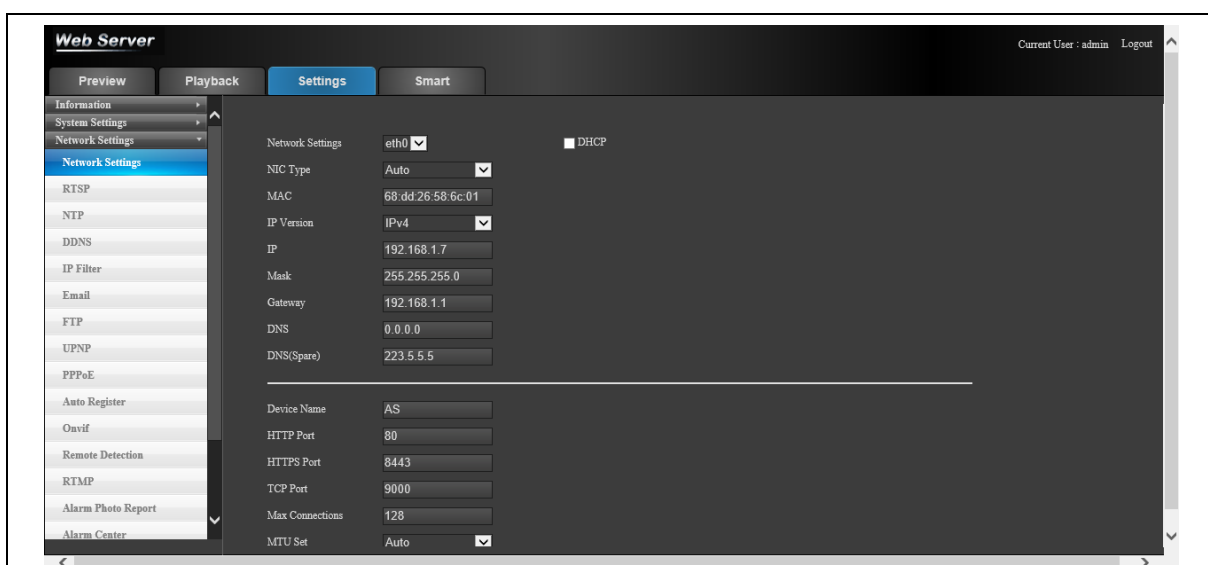 Web Server
Current User : admin Logout
Preview Playback Settings Smart
Information
System Settings
Network Settings
Network Settings
RTSP
NTP
DDNS
IP Filter
Email
FTP
UPNP
PPPoE
Auto Register
Onvif
Remote Detection
RTMP
Alarm Photo Report
Alarm Center
Network Settings eth0 DHCP
NIC Type Auto
MAC 68:dd:26:58:6c:01
IP Version IPv4
IP 192.168.1.7
Mask 255.255.255.0
Gateway 192.168.1.1
DNS 0.0.0.0
DNS(Spare) 223.5.5.5
Device Name AS
HTTP Port 80
HTTPS Port 8443
TCP Port 9000
Max Connections 128
MTU Set Auto